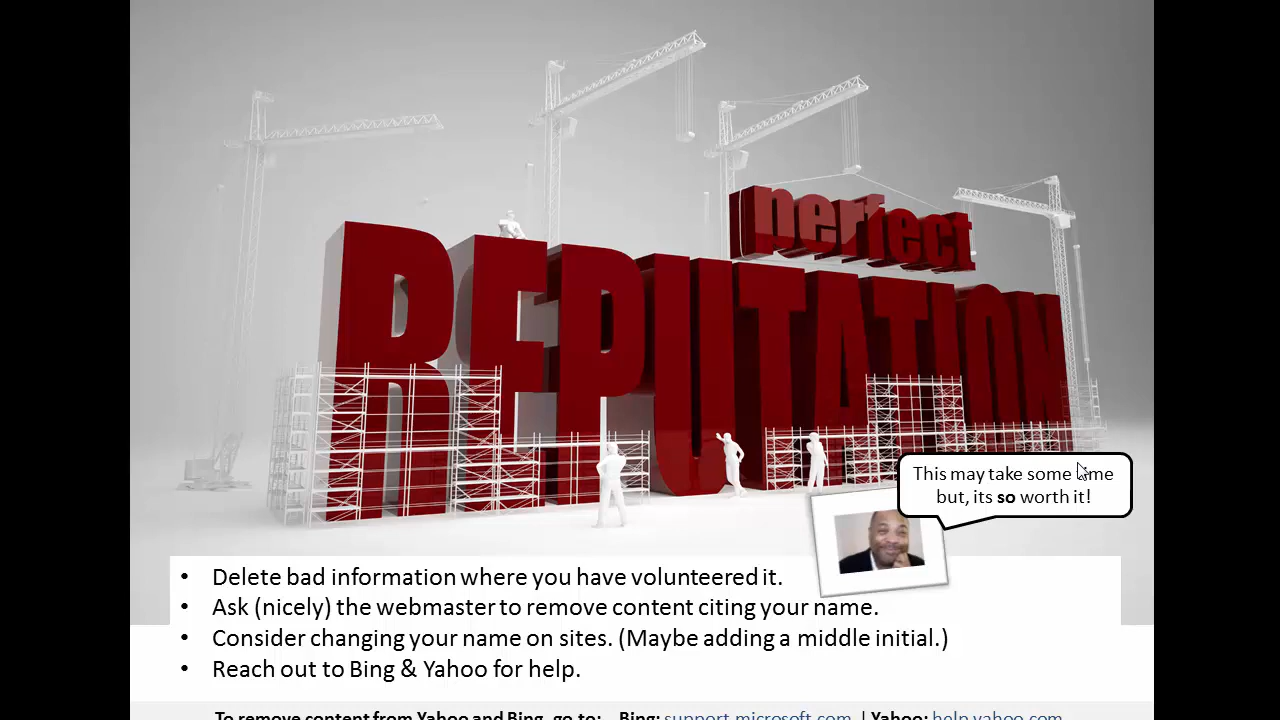 perfect
REPUTATION
This may take some time
but, its so worth it!
• Delete bad information where you have volunteered it.
• Ask (nicely) the webmaster to remove content citing your name.
• Consider changing your name on sites. (Maybe adding a middle initial.)
• Reach out to Bing & Yahoo for help.
To remove content from Yahoo and Bing, go to: Bing: support.microsoft.com | Yahoo: help.yahoo.com